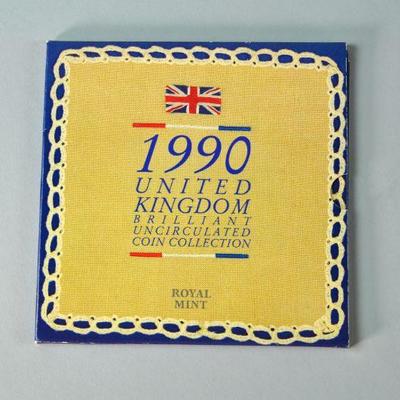 1990
UNITED
KINGDOM
BRILLIANT
UNCIRCULATED
COIN COLLECTION
ROYAL
MINT